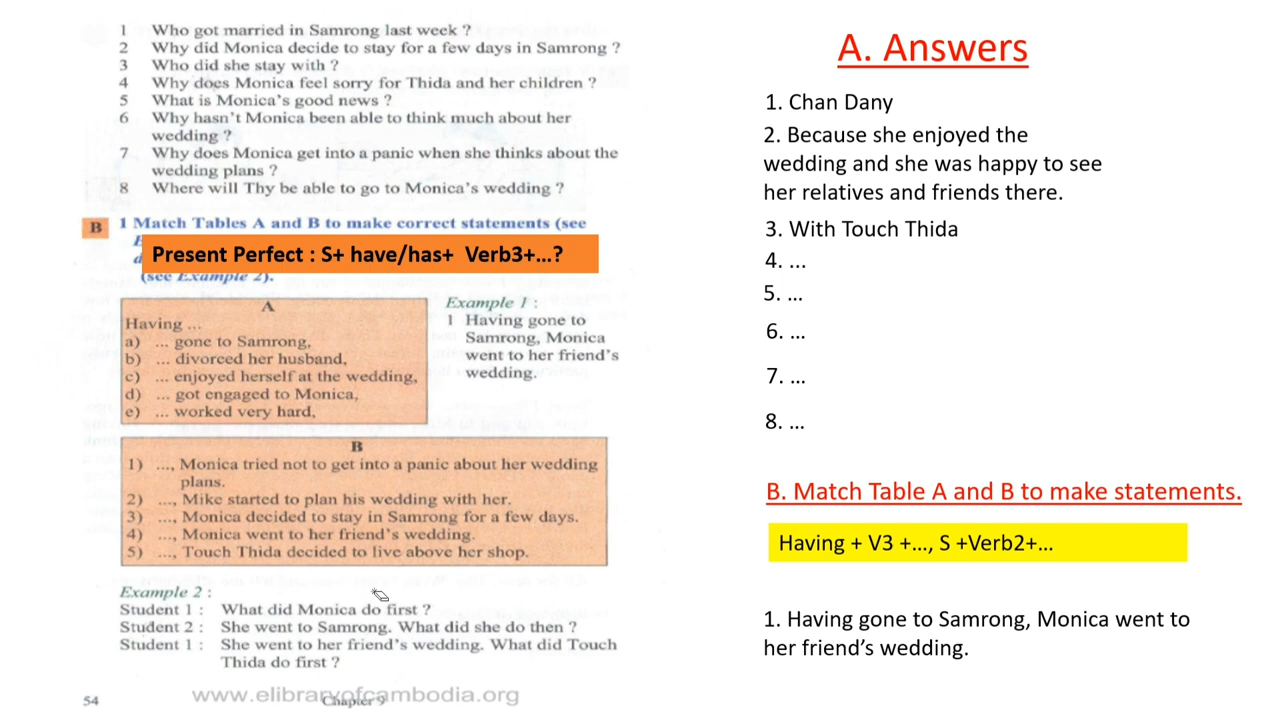 1 Who got married in Samrong last week ?
2 Why did Monica decide to stay for a few days in Samrong ?
3 Who did she stay with ?
4 Why does Monica feel sorry for Thida and her children ?
5 What is Monica's good news ?
6 Why hasn't Monica been able to think much about her
wedding ?
7 Why does Monica get into a panic when she thinks about the
wedding plans ?
8 Where will Thy be able to go to Monica's wedding ?
B 1 Match Tables A and B to make correct statements (see
Present Perfect : S+ have/has+ Verb3+...?
(see Example 2).
A
Having ...
a) ... gone to Samrong,
b) ... divorced her husband,
c) ... enjoyed herself at the wedding,
d) ... got engaged to Monica,
e) ... worked very hard,
Example 1 :
1 Having gone to
Samrong, Monica
went to her friend's
wedding.
B
1) ..., Monica tried not to get into a panic about her wedding
plans.
2) ..., Mike started to plan his wedding with her.
3) ..., Monica decided to stay in Samrong for a few days.
4) ..., Monica went to her friend's wedding.
5) ..., Touch Thida decided to live above her shop.
Example 2 :
Student 1 : What did Monica do first ?
Student 2 : She went to Samrong. What did she do then ?
Student 1 : She went to her friend's wedding. What did Touch
Thida do first ?
54
Chapter 9
www.elibraryofcambodia.org
A. Answers
1. Chan Dany
2. Because she enjoyed the
wedding and she was happy to see
her relatives and friends there.
3. With Touch Thida
4. ...
5. ...
6. ...
7. ...
8. ...
B. Match Table A and B to make statements.
Having + V3 +..., S +Verb2+...
1. Having gone to Samrong, Monica went to
her friend's wedding.